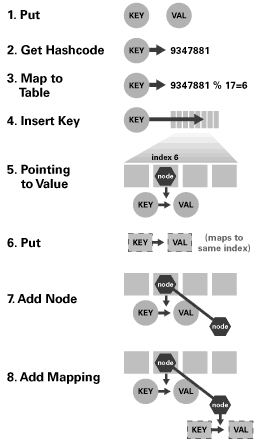 1. Put
KEY VAL
2. Get Hashcode
KEY 9347881
3. Map to
Table
KEY 9347881 % 17=6
4. Insert Key
KEY
index 6
5. Pointing
to Value
node
KEY VAL
6. Put
KEY VAL
(maps to
same index)
7. Add Node
node
KEY VAL
node
8. Add Mapping
node
KEY VAL
node
KEY VAL